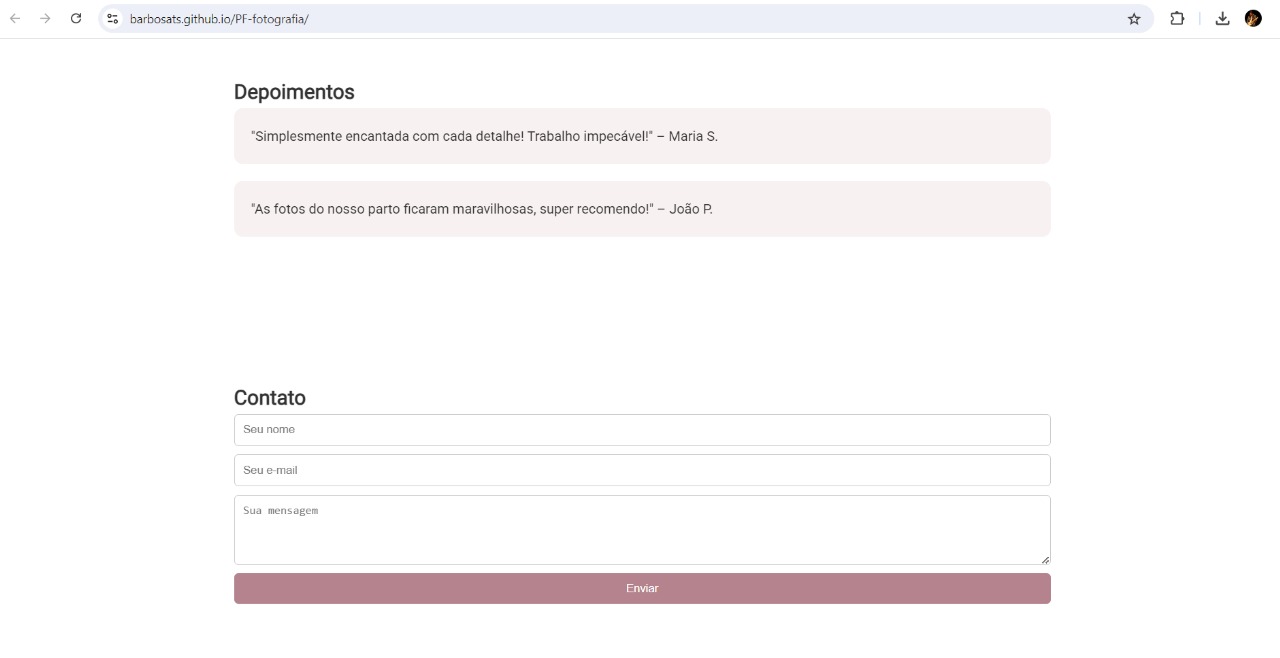 barbosats.github.io/PF-fotografia/
Depoimentos
"Simplesmente encantada com cada detalhe! Trabalho impecável!" – Maria S.
"As fotos do nosso parto ficaram maravilhosas, super recomendo!" – João P.
Contato
Seu nome
Seu e-mail
Sua mensagem
Enviar